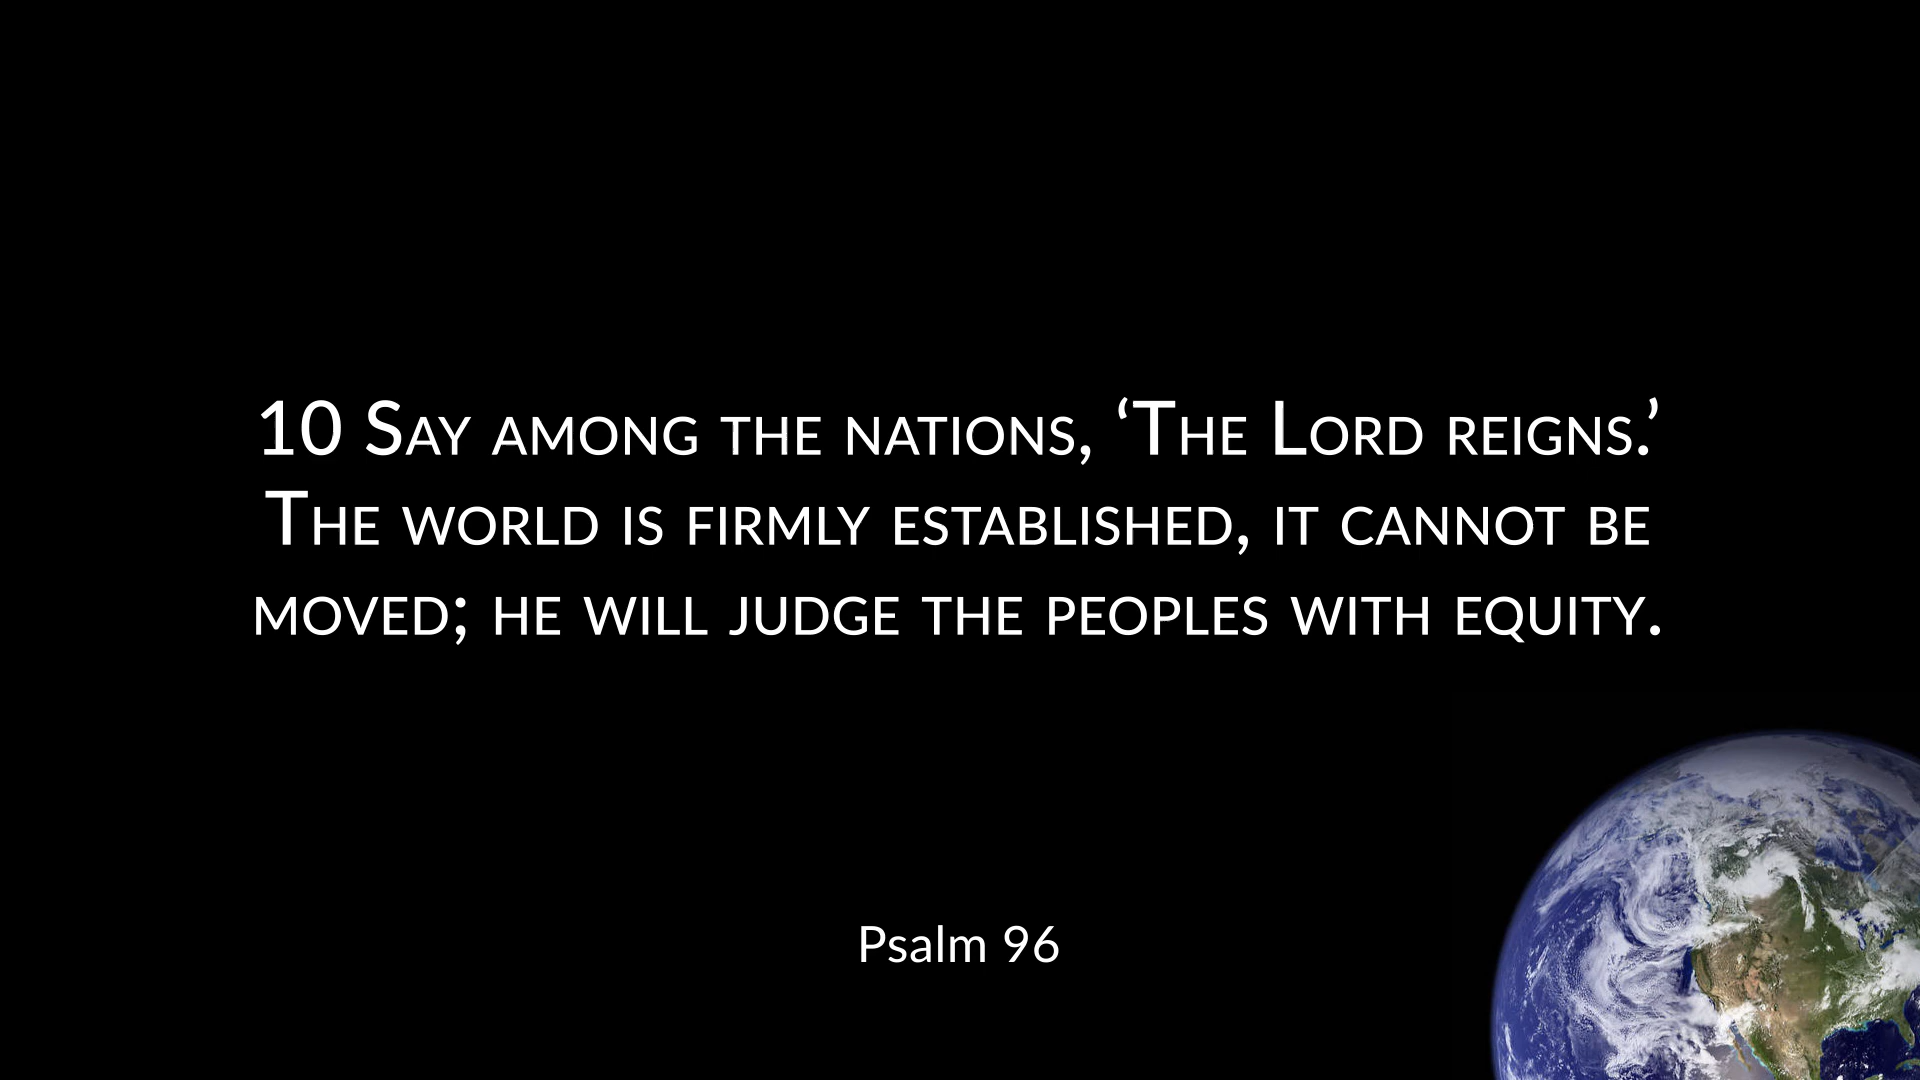 10 Say among the nations, ‘The Lord reigns.’
The world is firmly established, it cannot be
moved; he will judge the peoples with equity.
Psalm 96